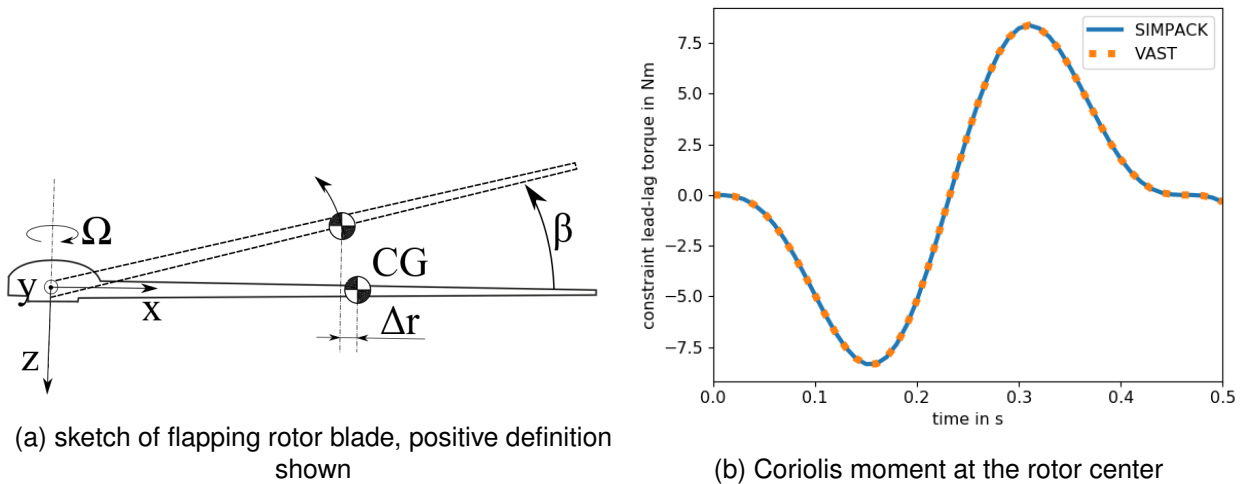 Ω
β
CG
y
x
Δr
z
(a) sketch of flapping rotor blade, positive definition
shown
constraint lead-lag torque in Nm
7.5
5.0
2.5
0.0
−2.5
−5.0
−7.5
SIMPACK
VAST
0.0 0.1 0.2 0.3 0.4 0.5
time in s
(b) Coriolis moment at the rotor center